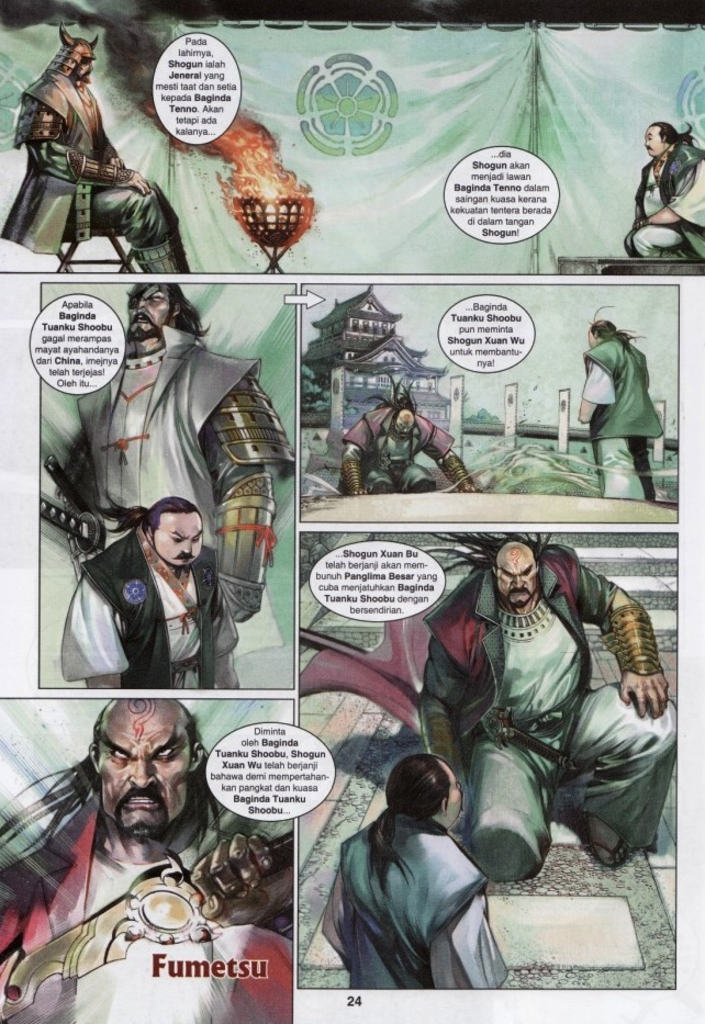 Pada
lahirnya,
Shogun ialah
Jeneral yang
mesti taat dan setia
kepada Baginda
Tenno. Akan
tetapi ada
kalanya...
...dia
Shogun akan
menjadi lawan
Baginda Tenno dalam
saingan kuasa kerana
kekuatan tentera berada
di dalam tangan
Shogun!
Apabila
Baginda
Tuanku Shoobu
gagal merampas
mayat ayahandanya
dari China, imejnya
telah terjejas!
Oleh itu...
...Baginda
Tuanku Shoobu
pun meminta
Shogun Xuan Wu
untuk membantu-
nya!
...Shogun Xuan Bu
telah berjanji akan mem-
bunuh Panglima Besar yang
cuba menjatuhkan Baginda
Tuanku Shoobu dengan
bersendirian.
Diminta
oleh Baginda
Tuanku Shoobu, Shogun
Xuan Wu telah berjanji
bahawa demi mempertahan-
kan pangkat dan kuasa
Baginda Tuanku
Shoobu...
Fumetsu
24